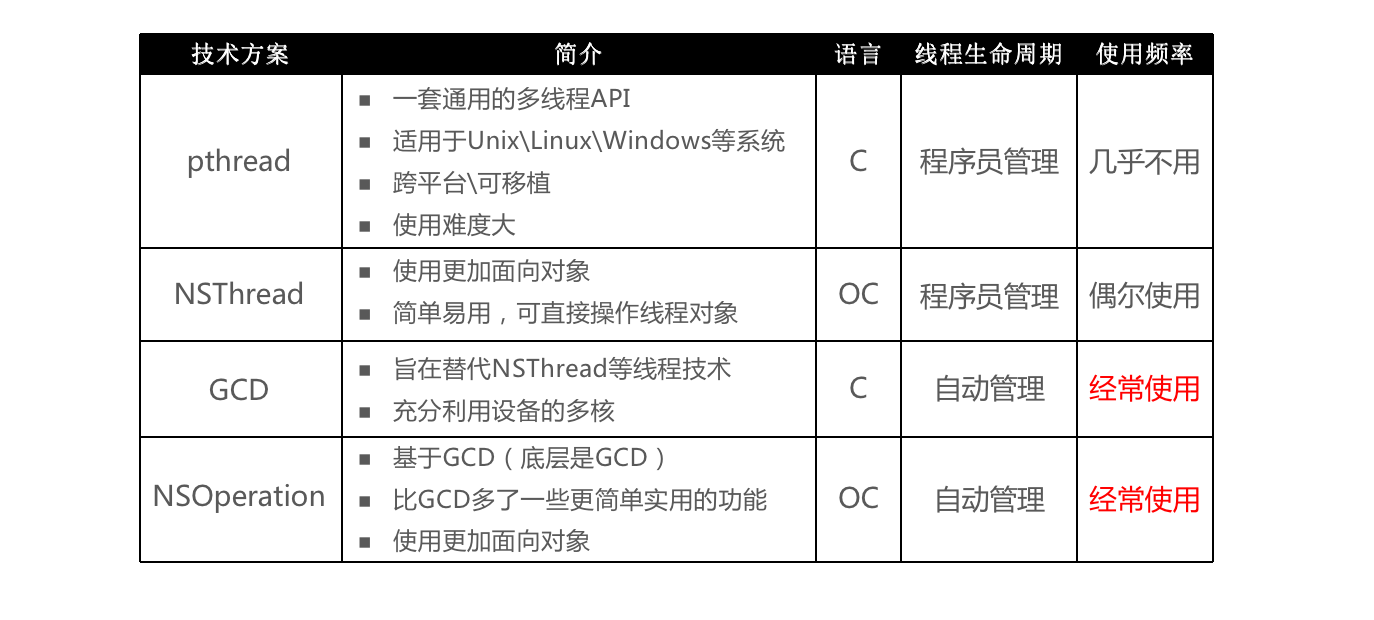 技术方案 简介 语言 线程生命周期 使用频率
pthread
一套通用的多线程API
适用于Unix\Linux\Windows等系统
跨平台\可移植
使用难度大
C
程序员管理
几乎不用
NSThread
使用更加面向对象
简单易用，可直接操作线程对象
OC
程序员管理
偶尔使用
GCD
旨在替代NSThread等线程技术
充分利用设备的多核
C
自动管理
经常使用
NSOperation
基于GCD（底层是GCD）
比GCD多了一些更简单实用的功能
使用更加面向对象
OC
自动管理
经常使用